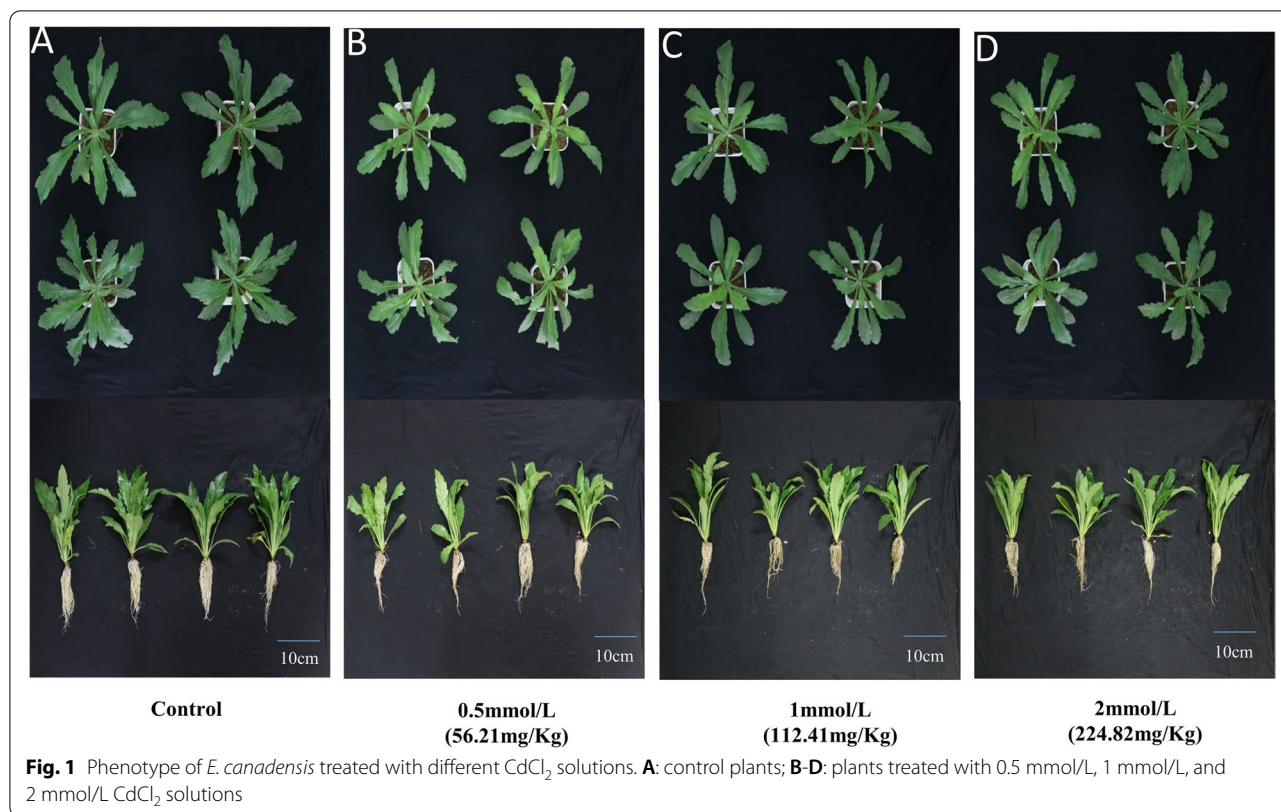 A
B
C
D
10cm
10cm
10cm
10cm
Control
0.5mmol/L
(56.21mg/Kg)
1mmol/L
(112.41mg/Kg)
2mmol/L
(224.82mg/Kg)
Fig. 1 Phenotype of E. canadensis treated with different CdCl₂ solutions. A: control plants; B-D: plants treated with 0.5 mmol/L, 1 mmol/L, and
2 mmol/L CdCl₂ solutions